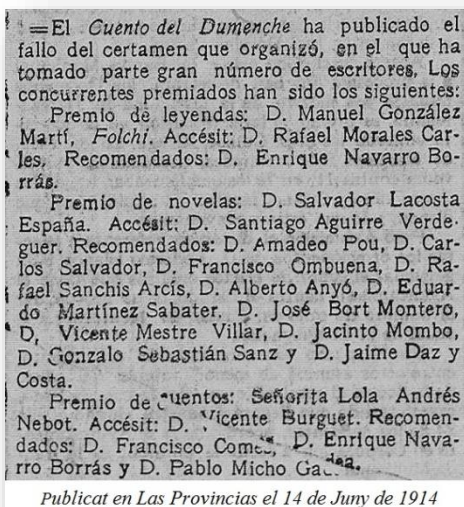 =El Cuento del Dumenche ha publicado el
fallo del certamen que organizó, en el que ha
tomado parte gran número de escritores, Los
concurrentes premiados han sido los siguientes:
Premio de leyendas: D. Manuel González
Martí, Folchi. Accésit: D. Rafael Morales Car-
les, Recomendados: D. Enrique Navarro Bo-
rrás.
Premio de novelas: D. Salvador Lacosta
España. Accésit: D. Santiago Aguirre Verde-
guer. Recomendados: D. Amadeo Pou, D. Car-
los Salvador, D. Francisco Ombuena, D. Ra-
fael Sanchis Arcís, D. Alberto Anyó, D. Eduar-
do Martínez Sabater, D. José Bort Montero,
D, Vicente Mestre Villar, D. Jacinto Mombo,
D. Gonzalo Sebastián Sanz y D. Jaime Daz y
Costa.
Premio de cuentos: Señorita Lola Andrés
Nebot. Accésit: D. Vicente Burguet. Recomen-
dados: D. Francisco Comes, D. Enrique Nava-
rro Borrás y D. Pablo Micho
Publicat en Las Provincias el 14 de Juny de 1914